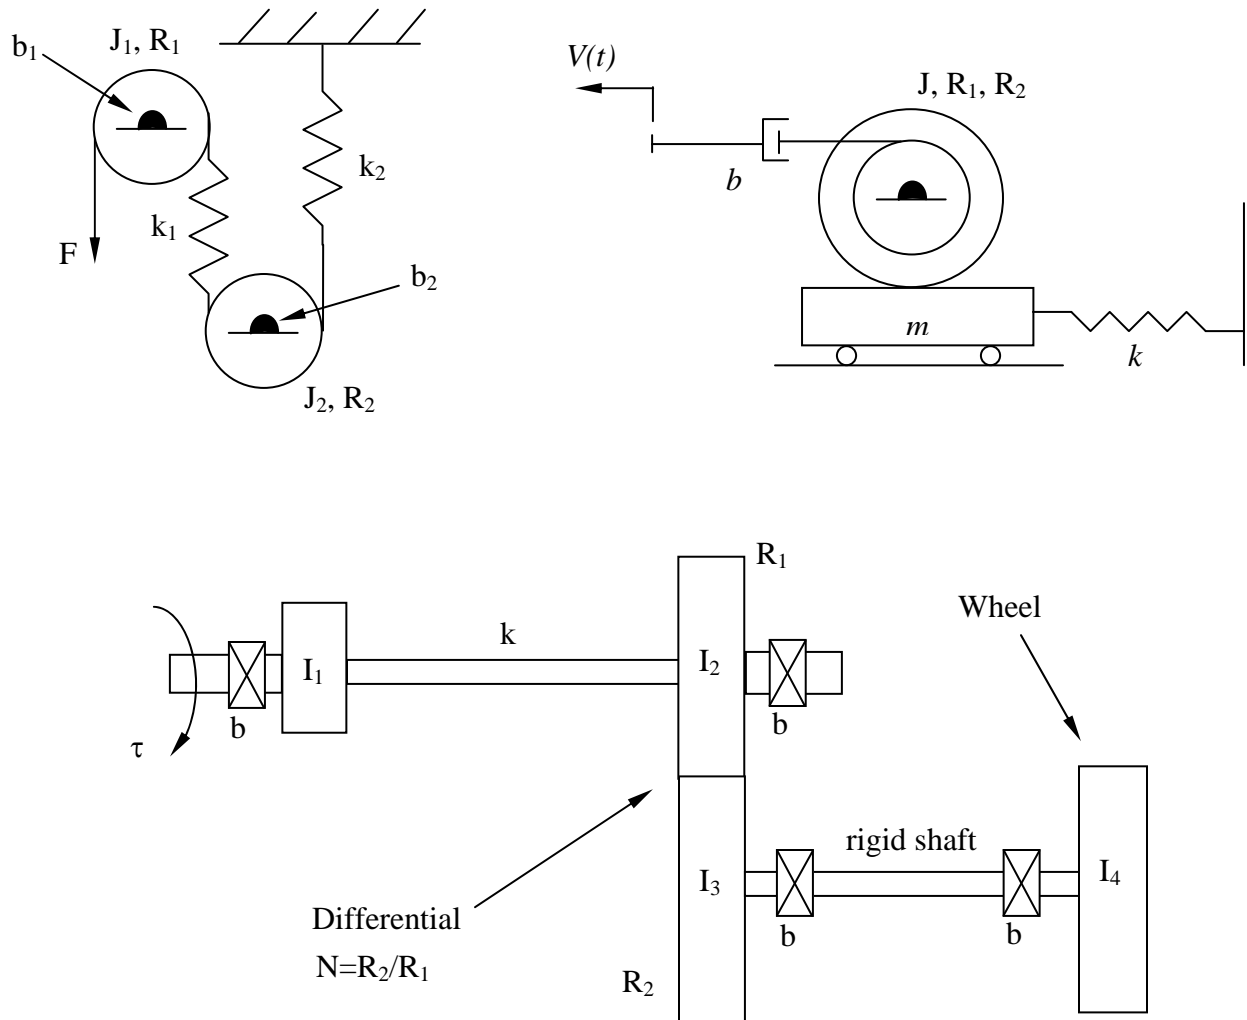 b₁
J₁, R₁
k₁
k₂
F
b₂
J₂, R₂
V(t)
J, R₁, R₂
b
m
k
R₁
Wheel
k
I₁
I₂
b
b
τ
rigid shaft
I₃
I₄
b
b
Differential
N=R₂/R₁
R₂